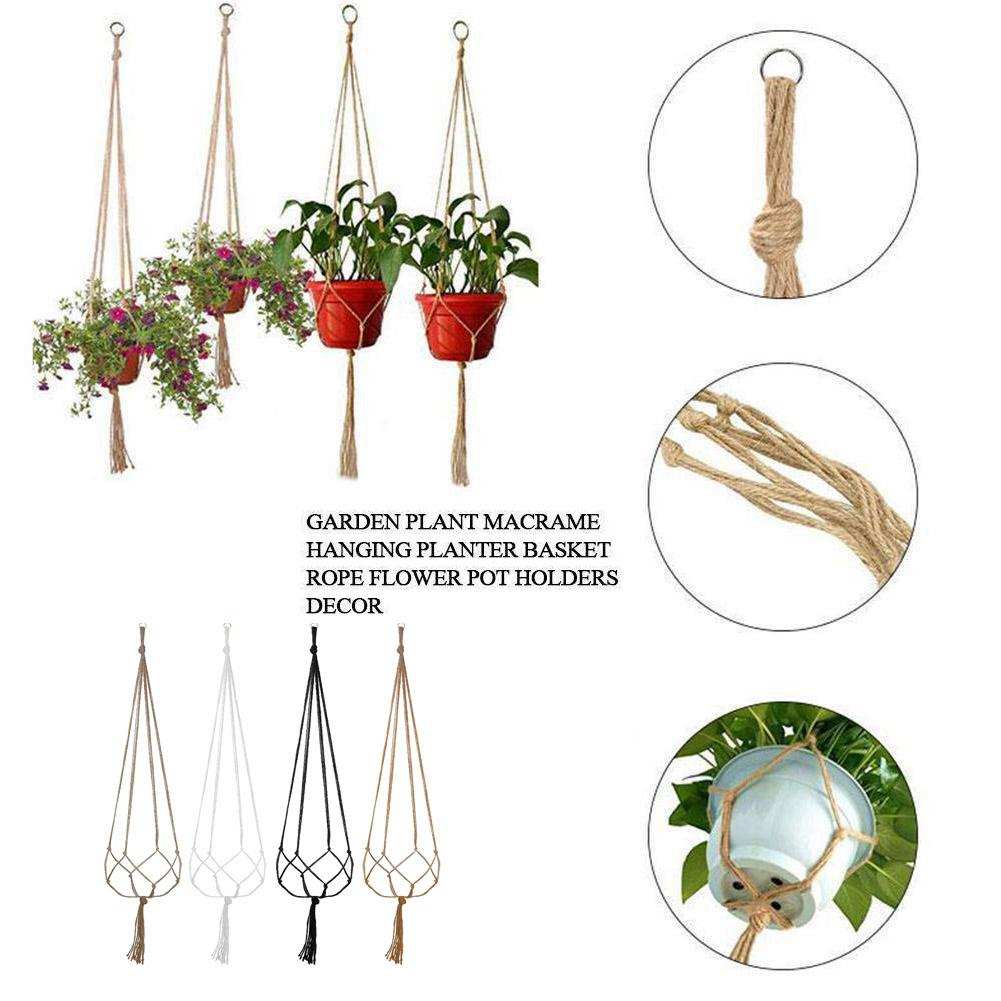 GARDEN PLANT MACRAME
HANGING PLANTER BASKET
ROPE FLOWER POT HOLDERS
DECOR